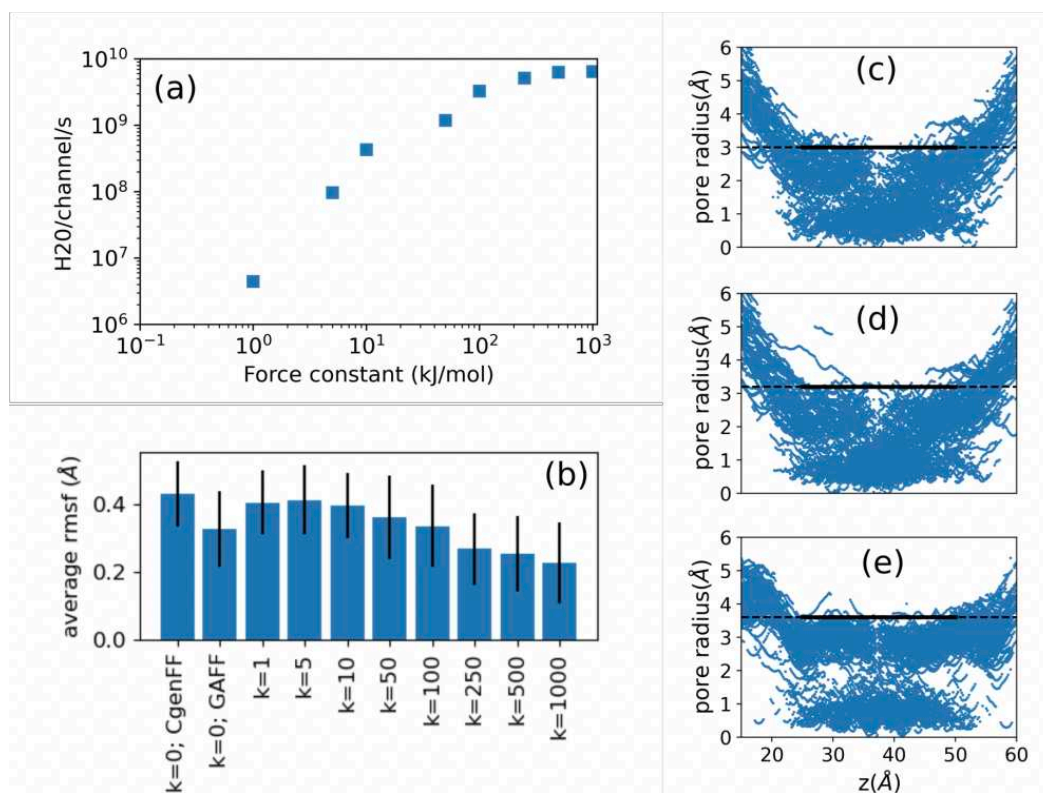 (a)
10^10
10^9
10^8
10^7
10^6
H20/channel/s
10^−1
10^0
10^1
10^2
10^3
Force constant (kJ/mol)
(b)
0.4
0.2
0.0
average rmsf (Å)
k=0; CgenFF
k=0; GAFF
k=1
k=5
k=10
k=50
k=100
k=250
k=500
k=1000
(c)
6
5
4
3
2
1
0
pore radius(Å)
(d)
6
5
4
3
2
1
0
pore radius(Å)
(e)
6
5
4
3
2
1
0
pore radius(Å)
20
30
40
50
60
z(Å)